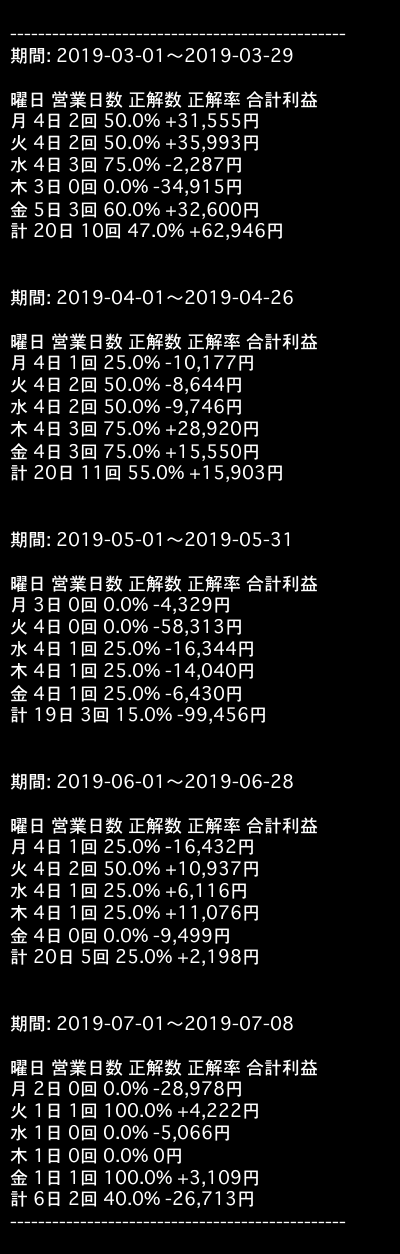 ------------------------------------------------
期間: 2019-03-01〜2019-03-29
曜日 営業日数 正解数 正解率 合計利益
月 4日 2回 50.0% +31,555円
火 4日 2回 50.0% +35,993円
水 4日 3回 75.0% -2,287円
木 3日 0回 0.0% -34,915円
金 5日 3回 60.0% +32,600円
計 20日 10回 47.0% +62,946円
期間: 2019-04-01〜2019-04-26
曜日 営業日数 正解数 正解率 合計利益
月 4日 1回 25.0% -10,177円
火 4日 2回 50.0% -8,644円
水 4日 2回 50.0% -9,746円
木 4日 3回 75.0% +28,920円
金 4日 3回 75.0% +15,550円
計 20日 11回 55.0% +15,903円
期間: 2019-05-01〜2019-05-31
曜日 営業日数 正解数 正解率 合計利益
月 3日 0回 0.0% -4,329円
火 4日 0回 0.0% -58,313円
水 4日 1回 25.0% -16,344円
木 4日 1回 25.0% -14,040円
金 4日 1回 25.0% -6,430円
計 19日 3回 15.0% -99,456円
期間: 2019-06-01〜2019-06-28
曜日 営業日数 正解数 正解率 合計利益
月 4日 1回 25.0% -16,432円
火 4日 2回 50.0% +10,937円
水 4日 1回 25.0% +6,116円
木 4日 1回 25.0% +11,076円
金 4日 0回 0.0% -9,499円
計 20日 5回 25.0% +2,198円
期間: 2019-07-01〜2019-07-08
曜日 営業日数 正解数 正解率 合計利益
月 2日 0回 0.0% -28,978円
火 1日 1回 100.0% +4,222円
水 1日 0回 0.0% -5,066円
木 1日 0回 0.0% 0円
金 1日 1回 100.0% +3,109円
計 6日 2回 40.0% -26,713円
------------------------------------------------